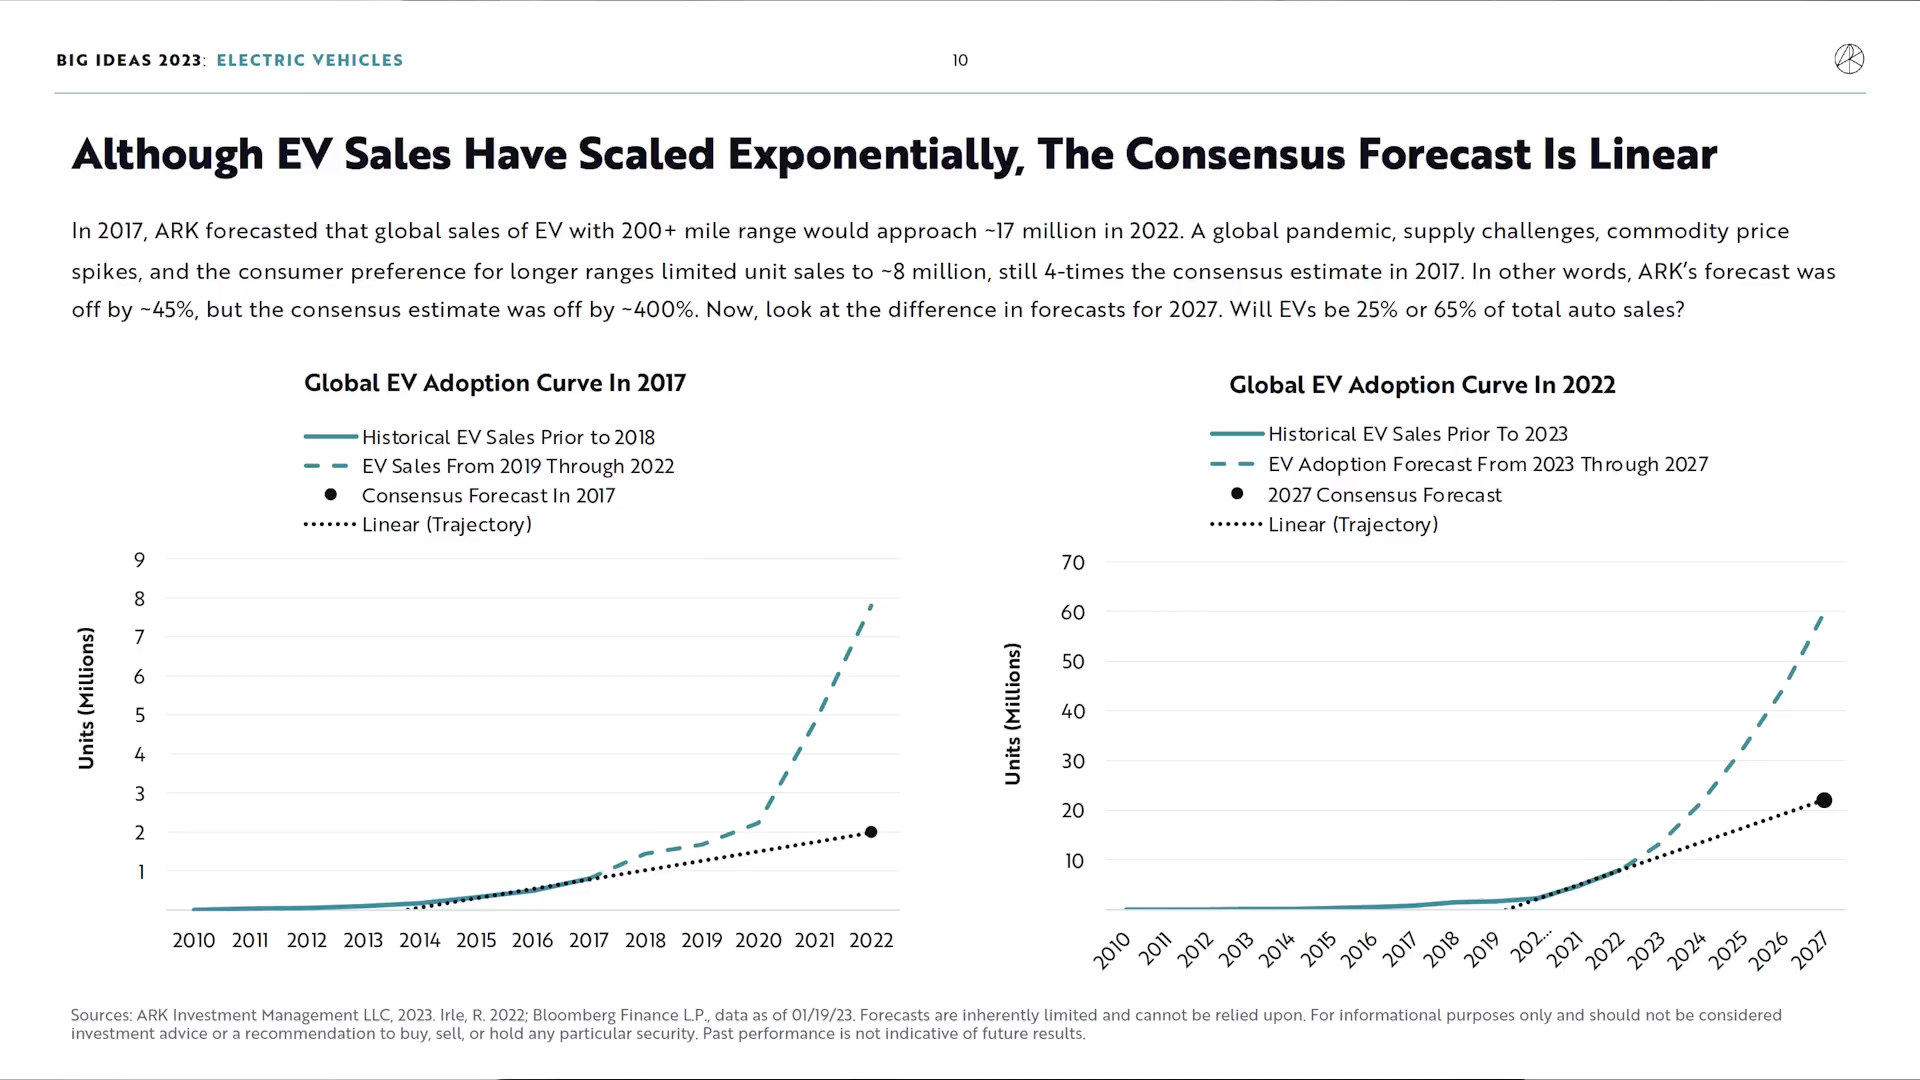 BIG IDEAS 2023: ELECTRIC VEHICLES
10
Although EV Sales Have Scaled Exponentially, The Consensus Forecast Is Linear
In 2017, ARK forecasted that global sales of EV with 200+ mile range would approach ~17 million in 2022. A global pandemic, supply challenges, commodity price
spikes, and the consumer preference for longer ranges limited unit sales to ~8 million, still 4-times the consensus estimate in 2017. In other words, ARK's forecast was
off by ~45%, but the consensus estimate was off by ~400%. Now, look at the difference in forecasts for 2027. Will EVs be 25% or 65% of total auto sales?
Global EV Adoption Curve In 2017
Historical EV Sales Prior to 2018
EV Sales From 2019 Through 2022
Consensus Forecast In 2017
Linear (Trajectory)
9
8
7
6
5
4
3
2
1
Units (Millions)
2010 2011 2012 2013 2014 2015 2016 2017 2018 2019 2020 2021 2022
Global EV Adoption Curve In 2022
Historical EV Sales Prior To 2023
EV Adoption Forecast From 2023 Through 2027
2027 Consensus Forecast
Linear (Trajectory)
70
60
50
40
30
20
10
Units (Millions)
2010 2011 2012 2013 2014 2015 2016 2017 2018 2019 202... 2021 2022 2023 2024 2025 2026 2027
Sources: ARK Investment Management LLC, 2023. Irle, R. 2022; Bloomberg Finance L.P., data as of 01/19/23. Forecasts are inherently limited and cannot be relied upon. For informational purposes only and should not be considered
investment advice or a recommendation to buy, sell, or hold any particular security. Past performance is not indicative of future results.